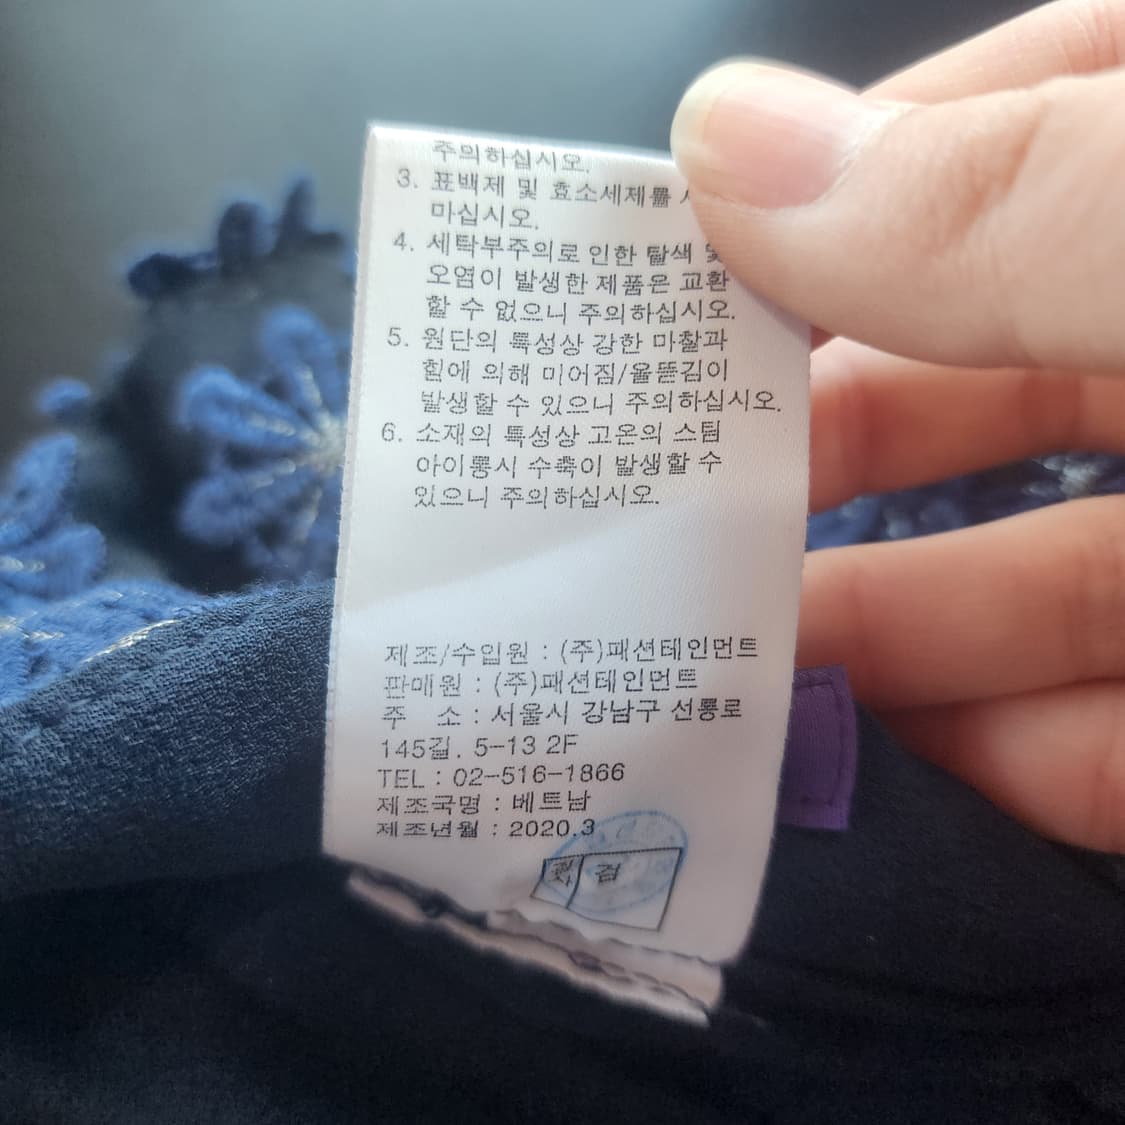 주의하십시오.
3. 표백제 및 효소세제를
마십시오.
4. 세탁부주의로 인한 탈색 및
오염이 발생한 제품은 교환
할 수 없으니 주의하십시오.
5. 원단의 특성상 강한 마찰과
힘에 의해 미어짐/올뜯김이
발생할 수 있으니 주의하십시오.
6. 소재의 특성상 고온의 스팀
아이롱시 수축이 발생할 수
있으니 주의하십시오.
제조/수입원 : (주)패션테인먼트
판매원 : (주)패션테인먼트
주 소 : 서울시 강남구 선릉로
145길. 5-13 2F
TEL : 02-516-1866
제조국명 : 베트남
제조년월 : 2020.3